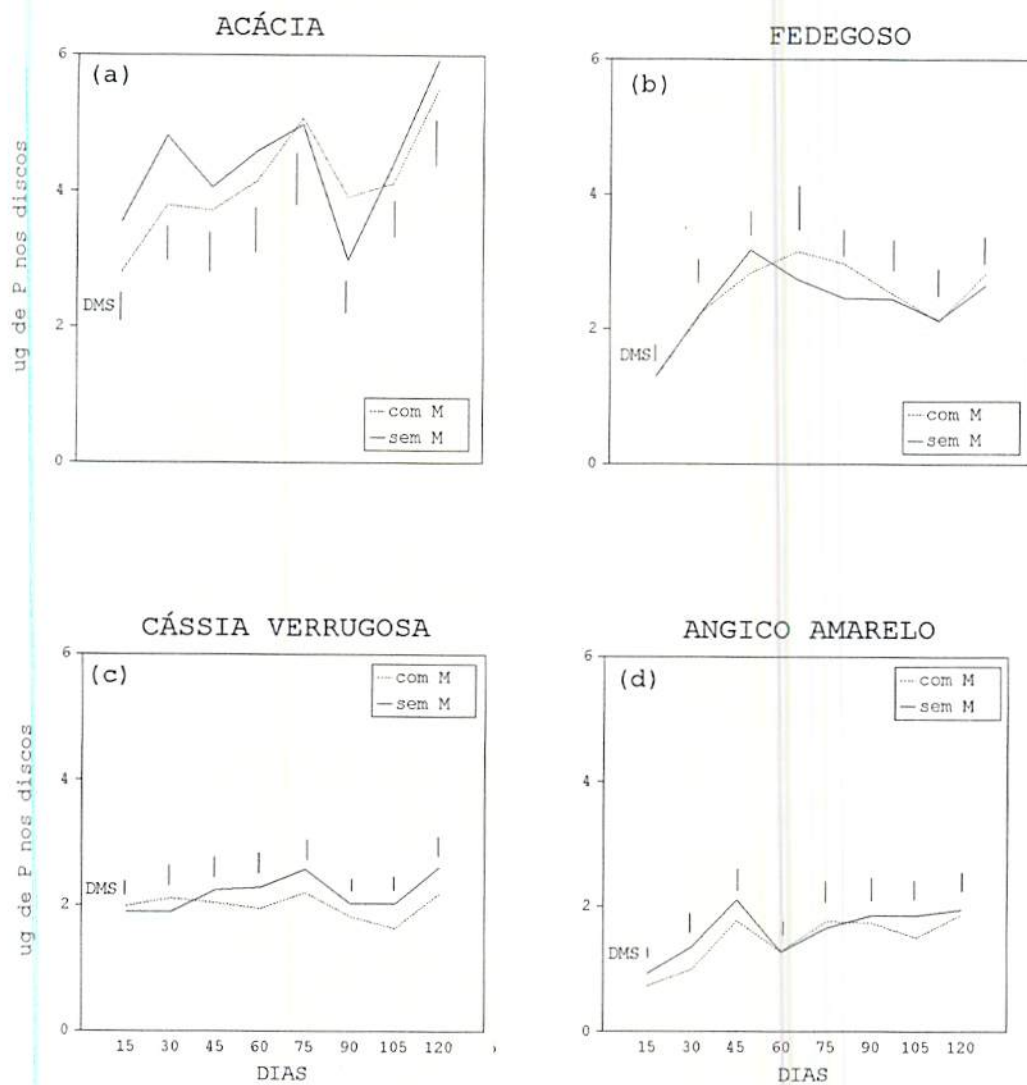 ACÁCIA
6
(a)
4
DMS
2
com M
sem M
0
ug de P nos discos
FEDEGOSO
6
(b)
4
DMS
2
com M
sem M
0
CÁSSIA VERRUGOSA
6
(c)
com M
sem M
4
DMS
2
0
15 30 45 60 75 90 105 120
DIAS
ug de P nos discos
ANGICO AMARELO
6
(d)
com M
sem M
4
2
DMS
0
15 30 45 60 75 90 105 120
DIAS